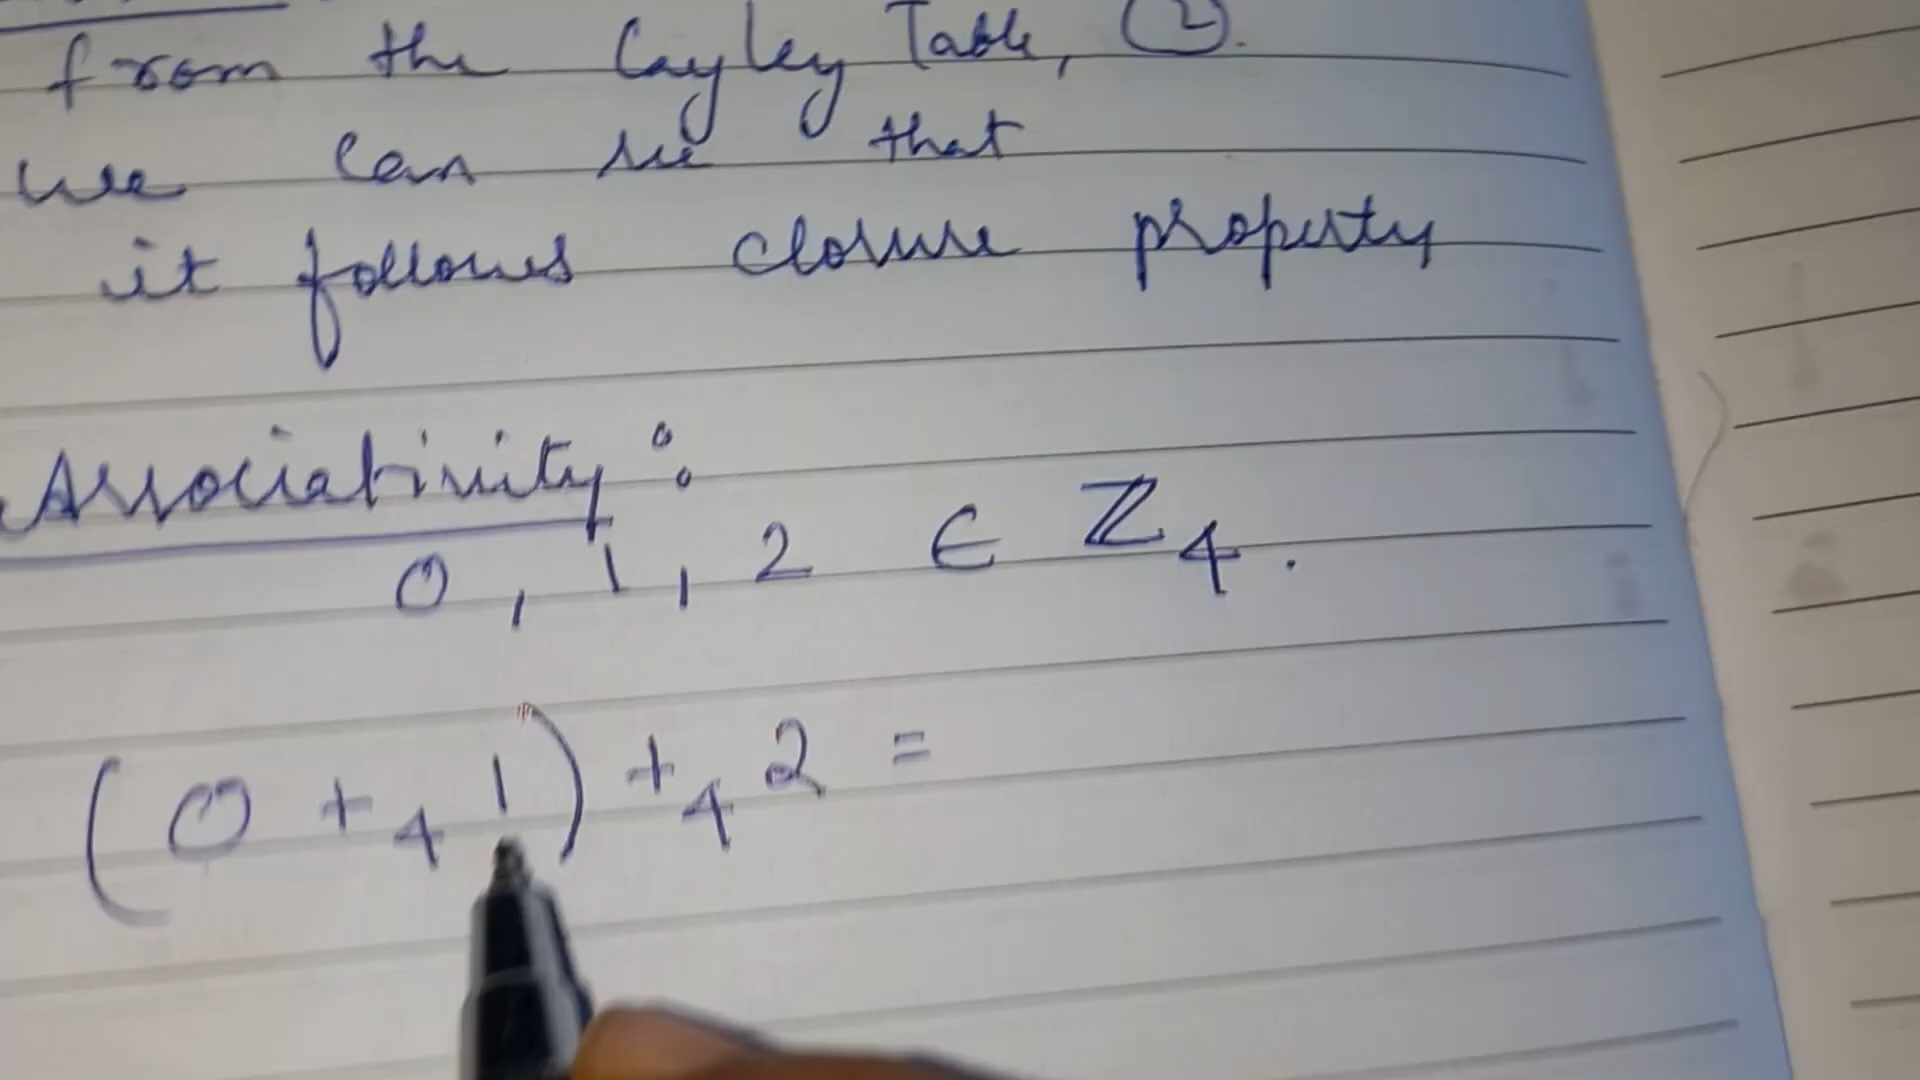 from the Cayley Table, ②.
we can see that
it follows closure property
Associativity :
0 , 1 , 2 ∈ ℤ₄ .
(0 +₄ 1) +₄ 2 =